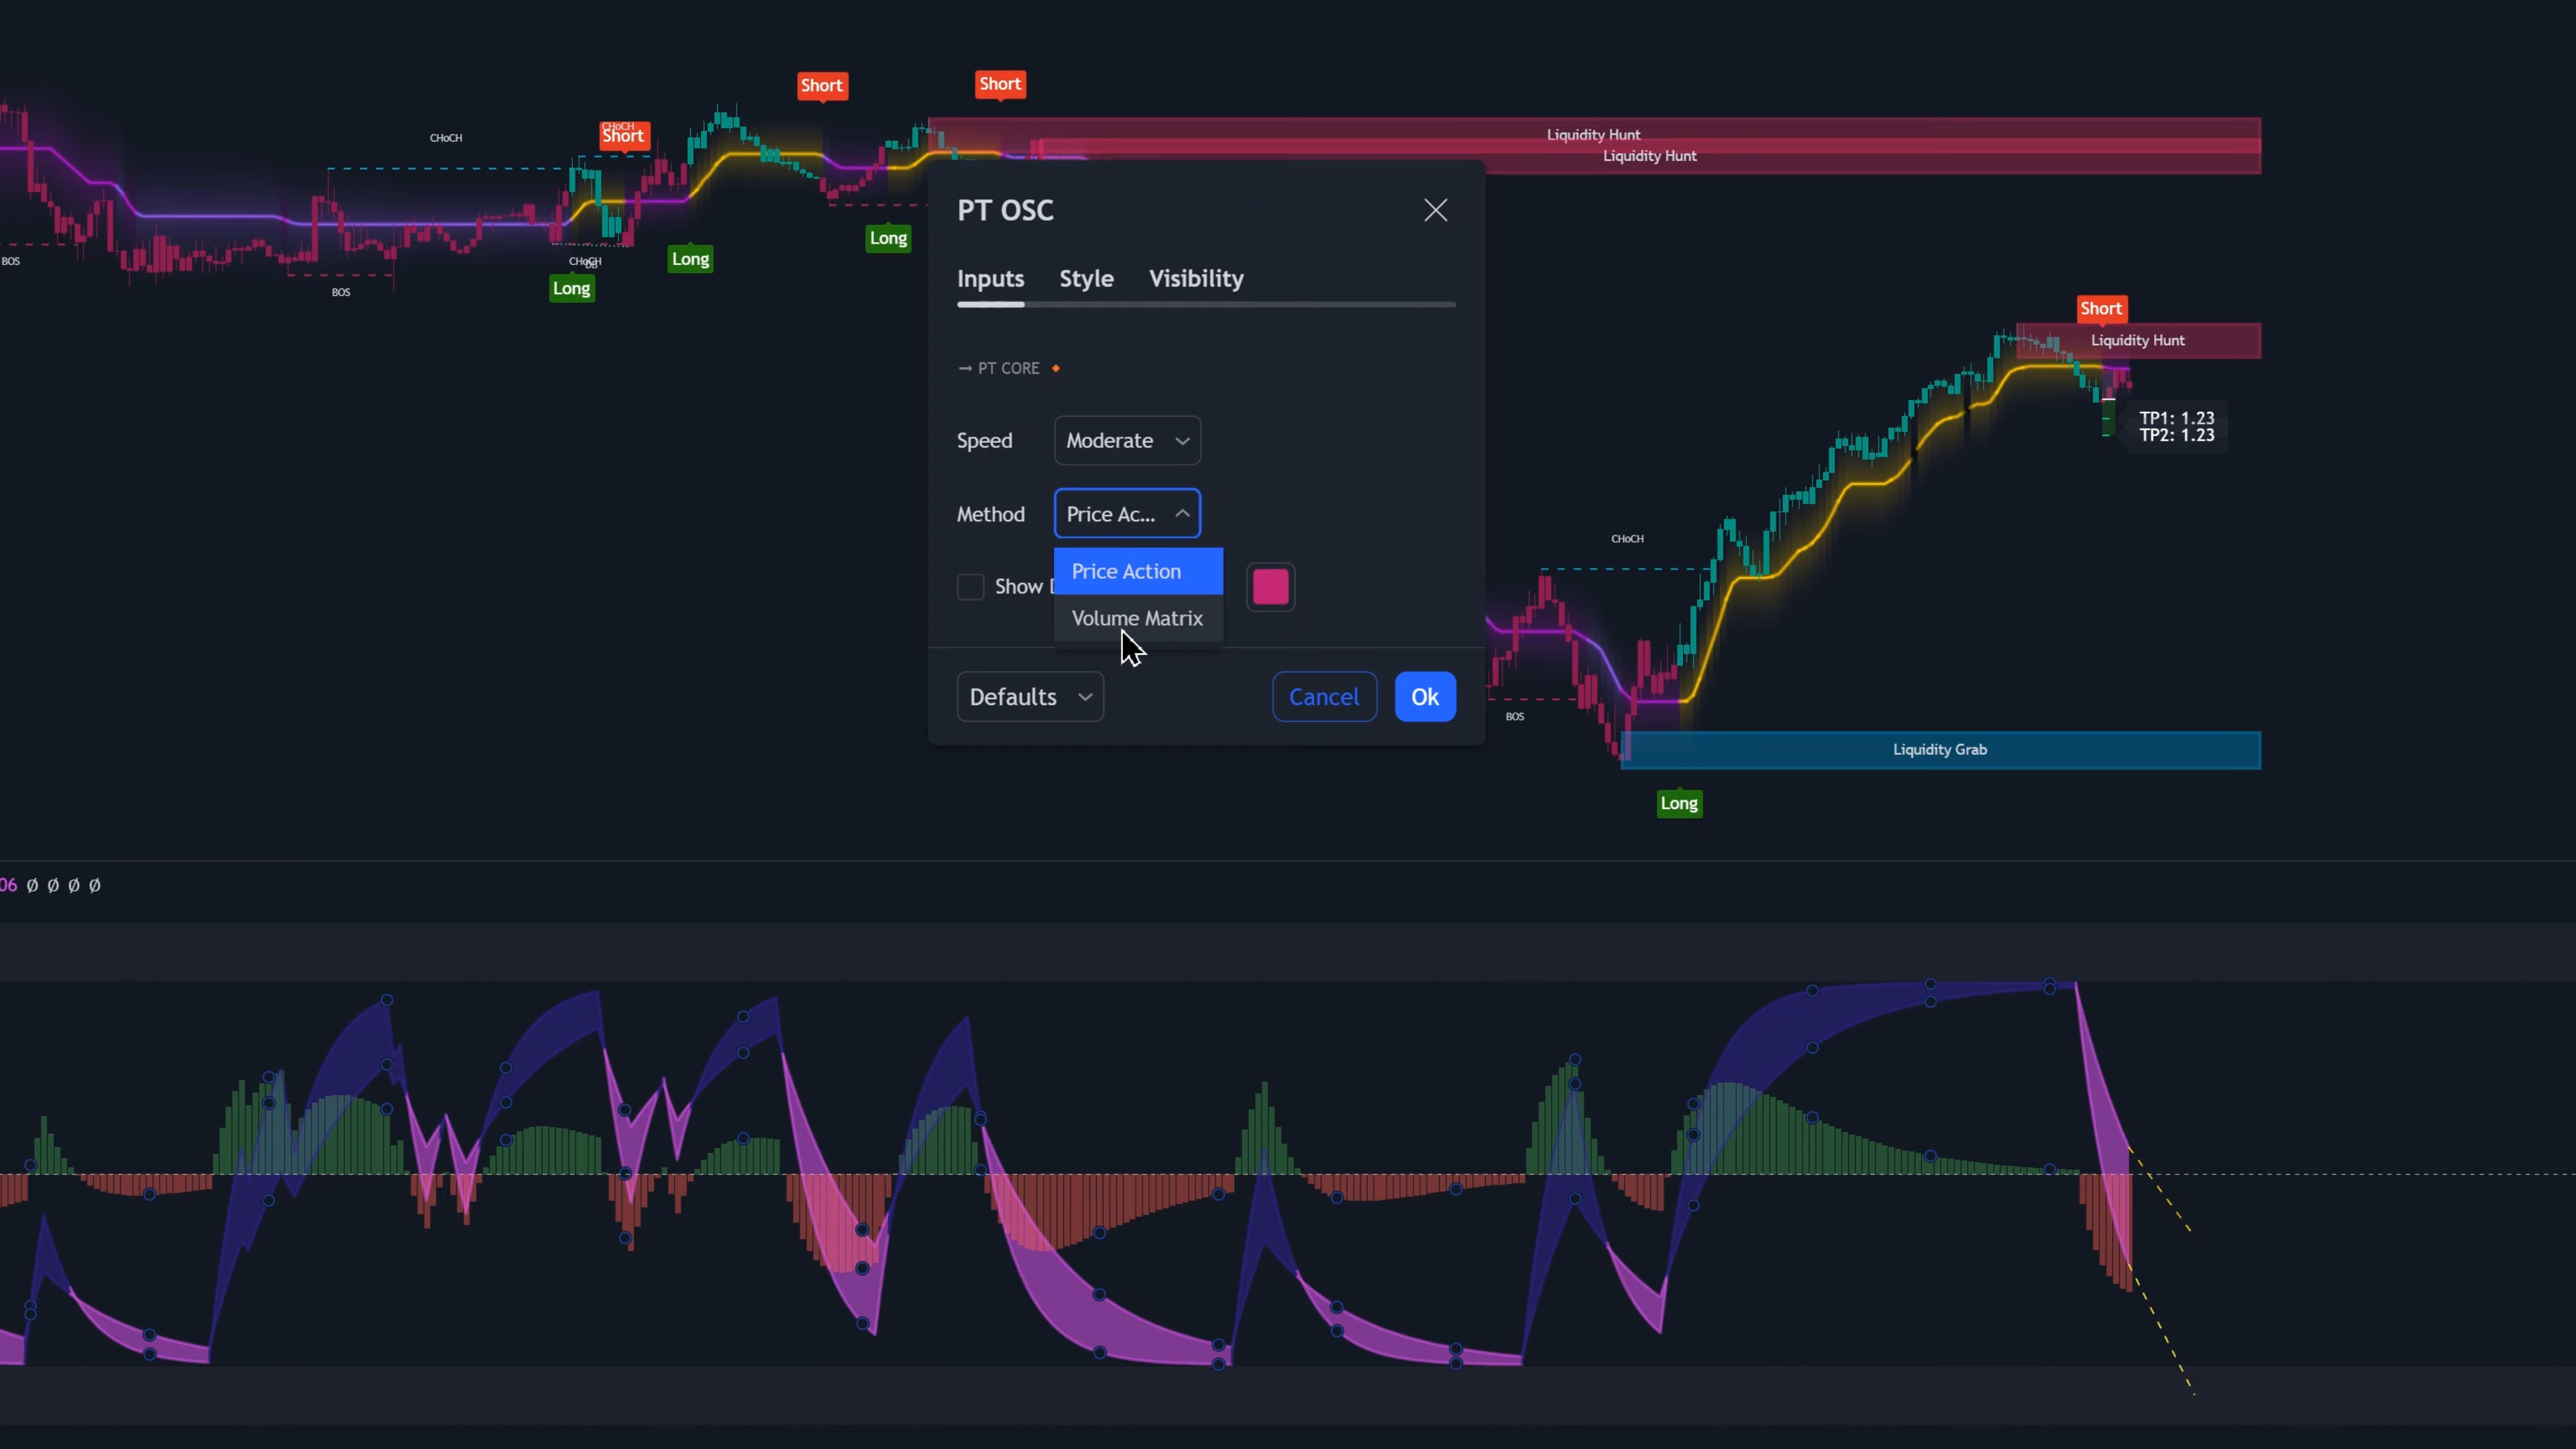 Short
Short
CHoCH
Short
CHoCH
Liquidity Hunt
Liquidity Hunt
BOS
CHoCH
BOS
Long
Long
Long
PT OSC
Inputs Style Visibility
→ PT CORE
Speed Moderate
Method Price Ac...
Price Action
Show
Volume Matrix
Defaults
Cancel Ok
Short
Liquidity Hunt
TP1: 1.23
TP2: 1.23
CHoCH
BOS
Liquidity Grab
Long
06 Ø Ø Ø Ø